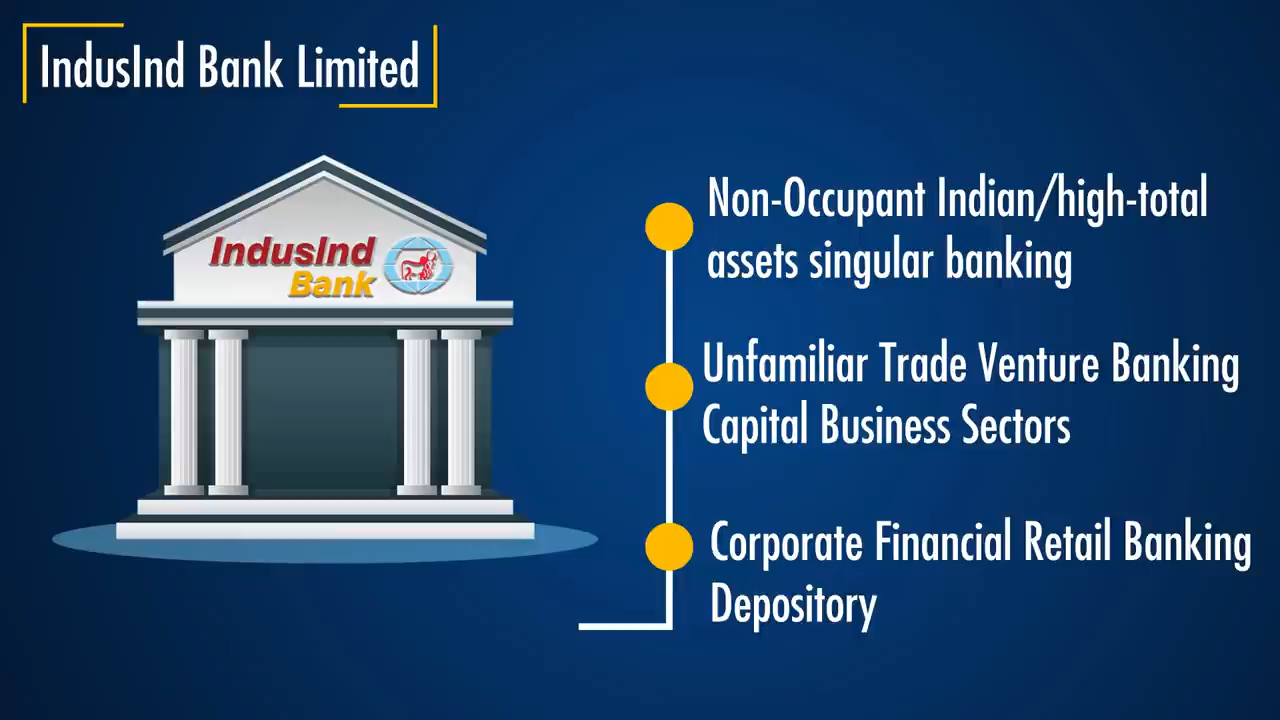 IndusInd Bank Limited
IndusInd
Bank
Non-Occupant Indian/high-total
assets singular banking
Unfamiliar Trade Venture Banking
Capital Business Sectors
Corporate Financial Retail Banking
Depository